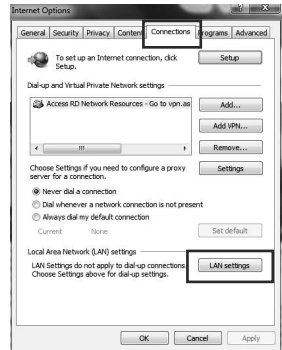 Internet Options
General Security Privacy Content Connections Programs Advanced
To set up an Internet connection, click
Setup.
Setup
Dial-up and Virtual Private Network settings
Access RD Network Resources - Go to vpn.as
Add...
Add VPN...
Remove...
Choose Settings if you need to configure a proxy
server for a connection.
Settings
Never dial a connection
Dial whenever a network connection is not present
Always dial my default connection
Current None
Set default
Local Area Network (LAN) settings
LAN Settings do not apply to dial-up connections.
Choose Settings above for dial-up settings.
LAN settings
OK Cancel Apply